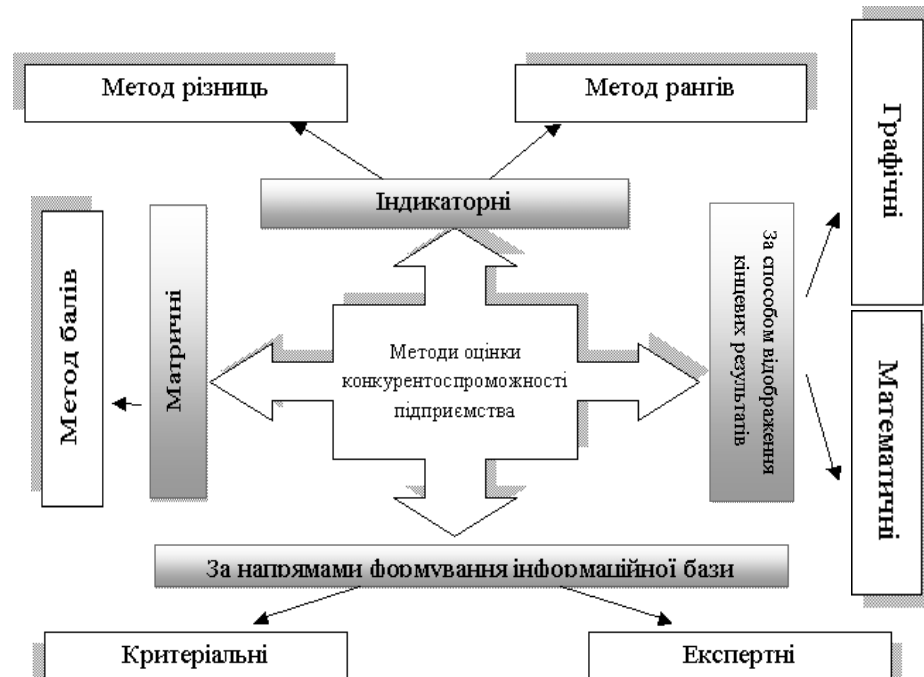 Метод різниць
Метод рангів
Графічні
Індикаторні
Метод балів
Матричні
Методи оцінки
конкурентоспроможності
підприємства
За способом відображення
кінцевих результатів
Математичні
За напрямами формування інформаційної бази
Критеріальні
Експертні